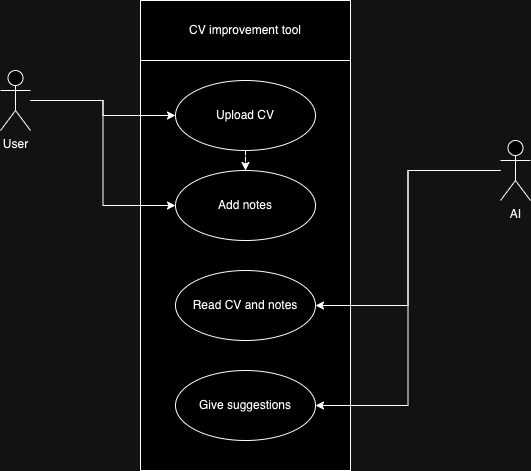 CV improvement tool
Upload CV
User
Add notes
AI
Read CV and notes
Give suggestions